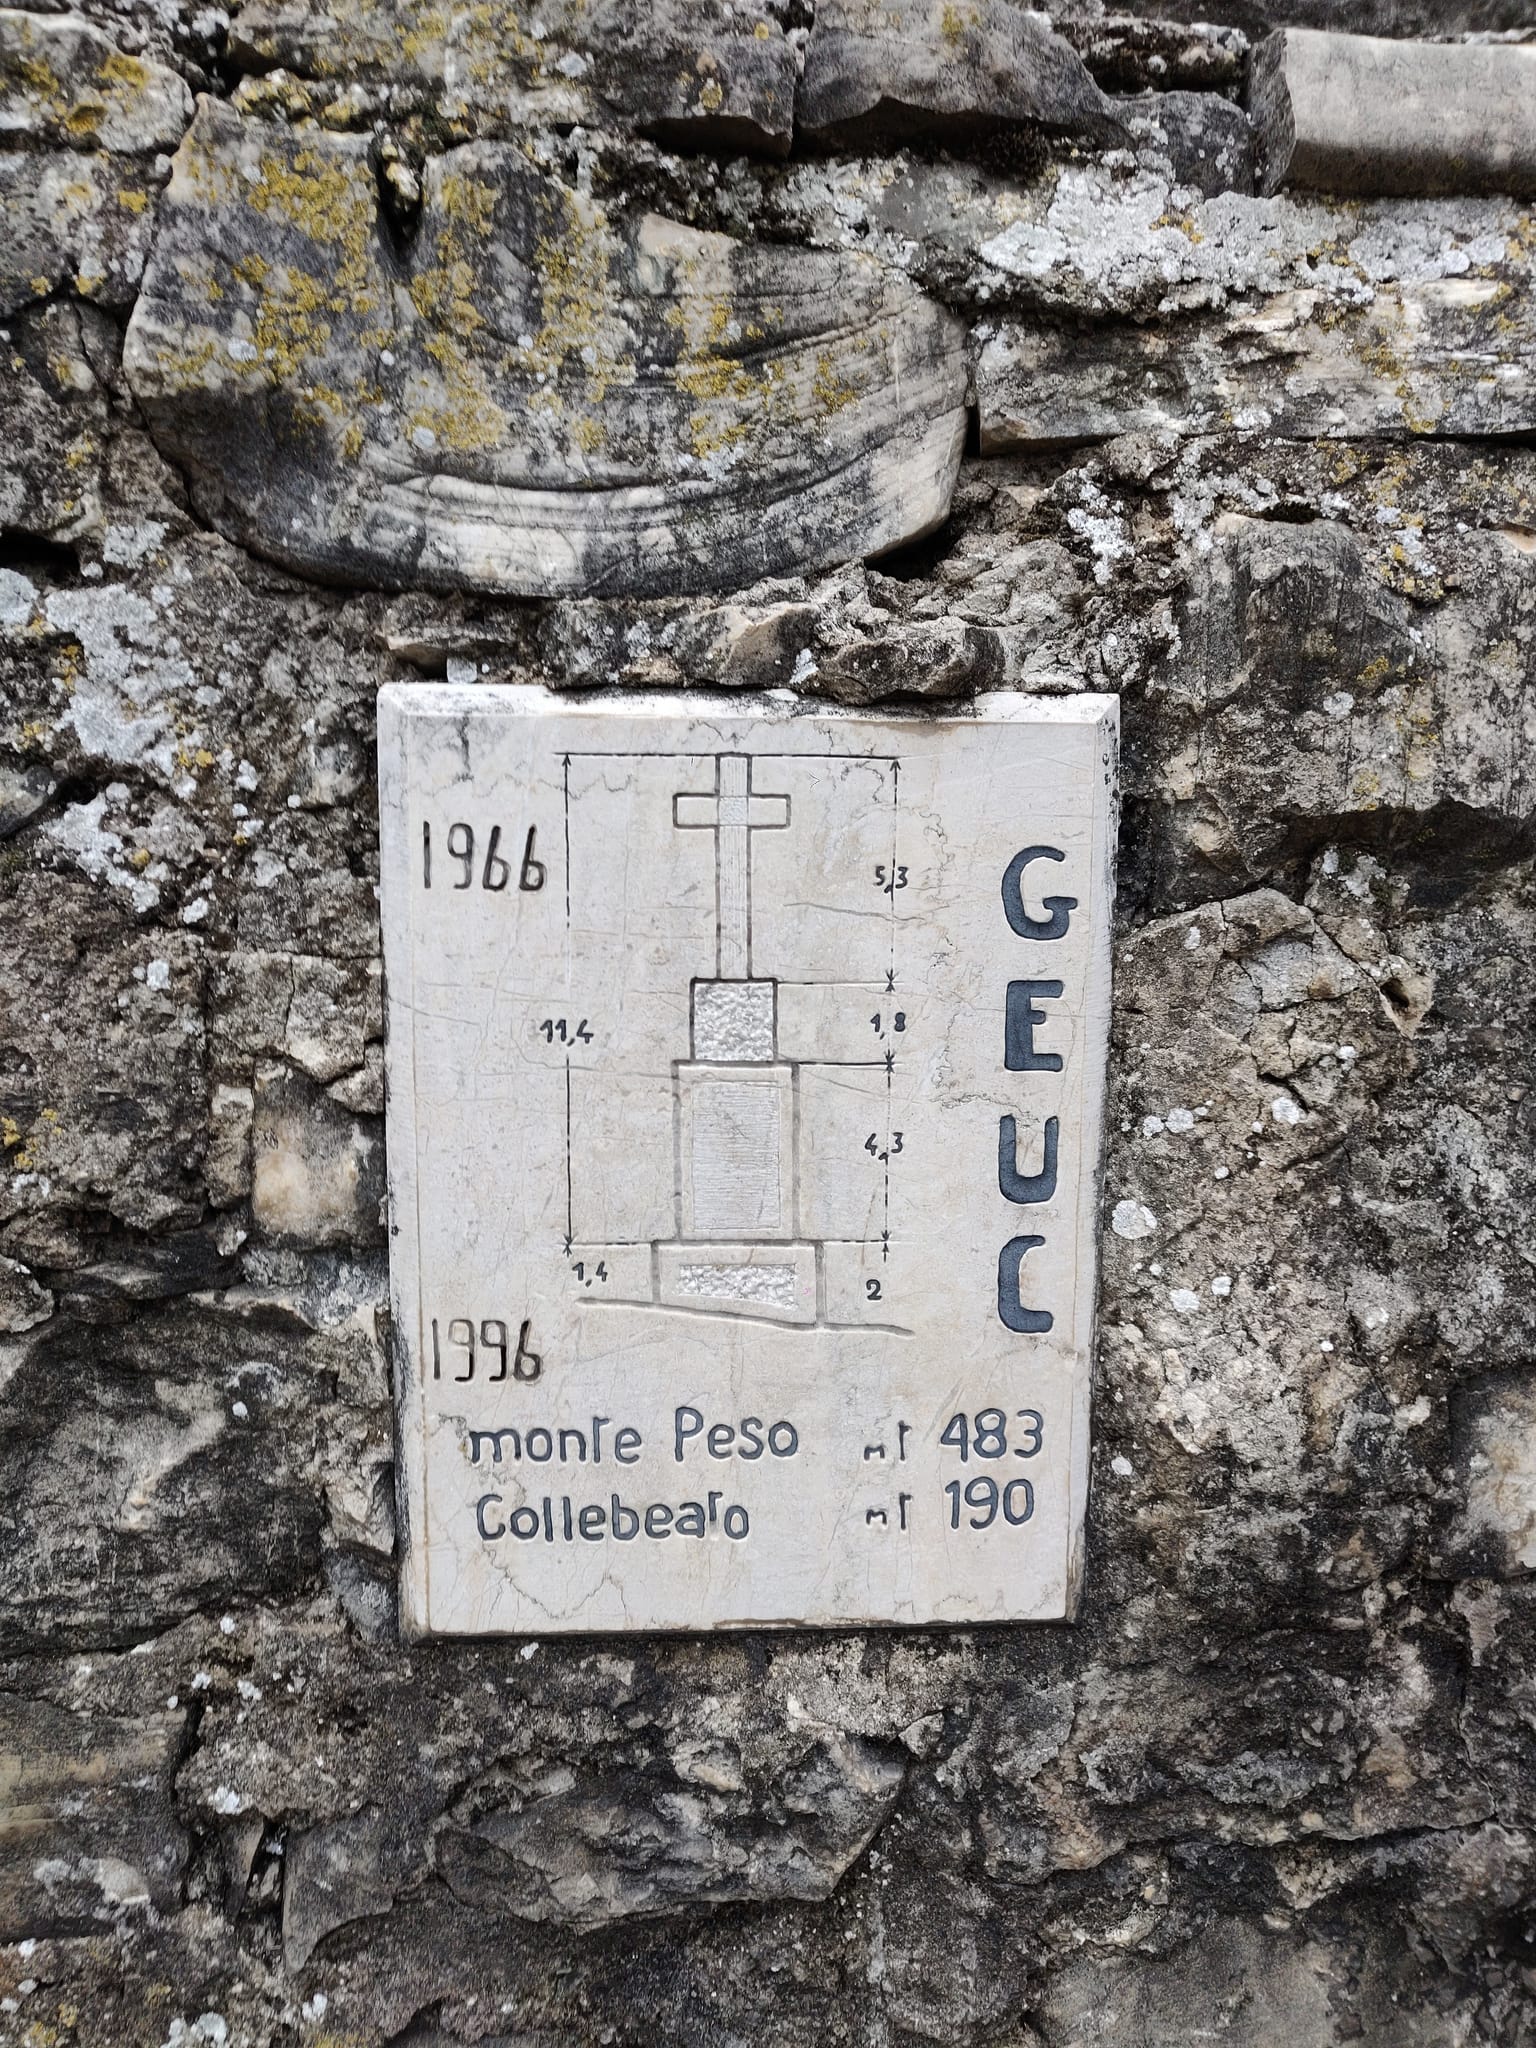 1966
5,3
11,4
1,8
4,3
1,4
2
1996
GEUC
monte Peso mt 483
Collebeato mt 190